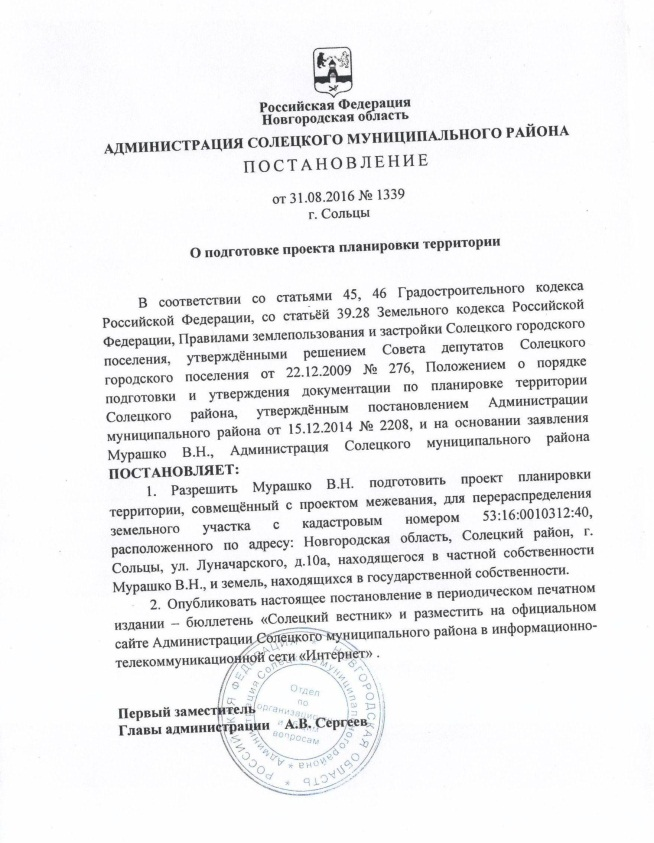 Российская Федерация
Новгородская область
АДМИНИСТРАЦИЯ СОЛЕЦКОГО МУНИЦИПАЛЬНОГО РАЙОНА
ПОСТАНОВЛЕНИЕ
от 31.08.2016 № 1339
г. Сольцы
О подготовке проекта планировки территории
В соответствии со статьями 45, 46 Градостроительного кодекса
Российской Федерации, со статьёй 39.28 Земельного кодекса Российской
Федерации, Правилами землепользования и застройки Солецкого городского
поселения, утверждёнными решением Совета депутатов Солецкого
городского поселения от 22.12.2009 № 276, Положением о порядке
подготовки и утверждения документации по планировке территории
Солецкого района, утверждённым постановлением Администрации
муниципального района от 15.12.2014 № 2208, и на основании заявления
Мурашко В.Н., Администрация Солецкого муниципального района
ПОСТАНОВЛЯЕТ:
1. Разрешить Мурашко В.Н. подготовить проект планировки
территории, совмещённый с проектом межевания, для перераспределения
земельного участка с кадастровым номером 53:16:0010312:40,
расположенного по адресу: Новгородская область, Солецкий район, г.
Сольцы, ул. Луначарского, д.10а, находящегося в частной собственности
Мурашко В.Н., и земель, находящихся в государственной собственности.
2. Опубликовать настоящее постановление в периодическом печатном
издании – бюллетень «Солецкий вестник» и разместить на официальном
сайте Администрации Солецкого муниципального района в информационно-
телекоммуникационной сети «Интернет» .
Первый заместитель
Главы администрации А.В. Сергеев
РОССИЙСКАЯ ФЕДЕРАЦИЯ * НОВГОРОДСКАЯ ОБЛАСТЬ *
Администрация Солецкого муниципального района *
Отдел
по
вопросам